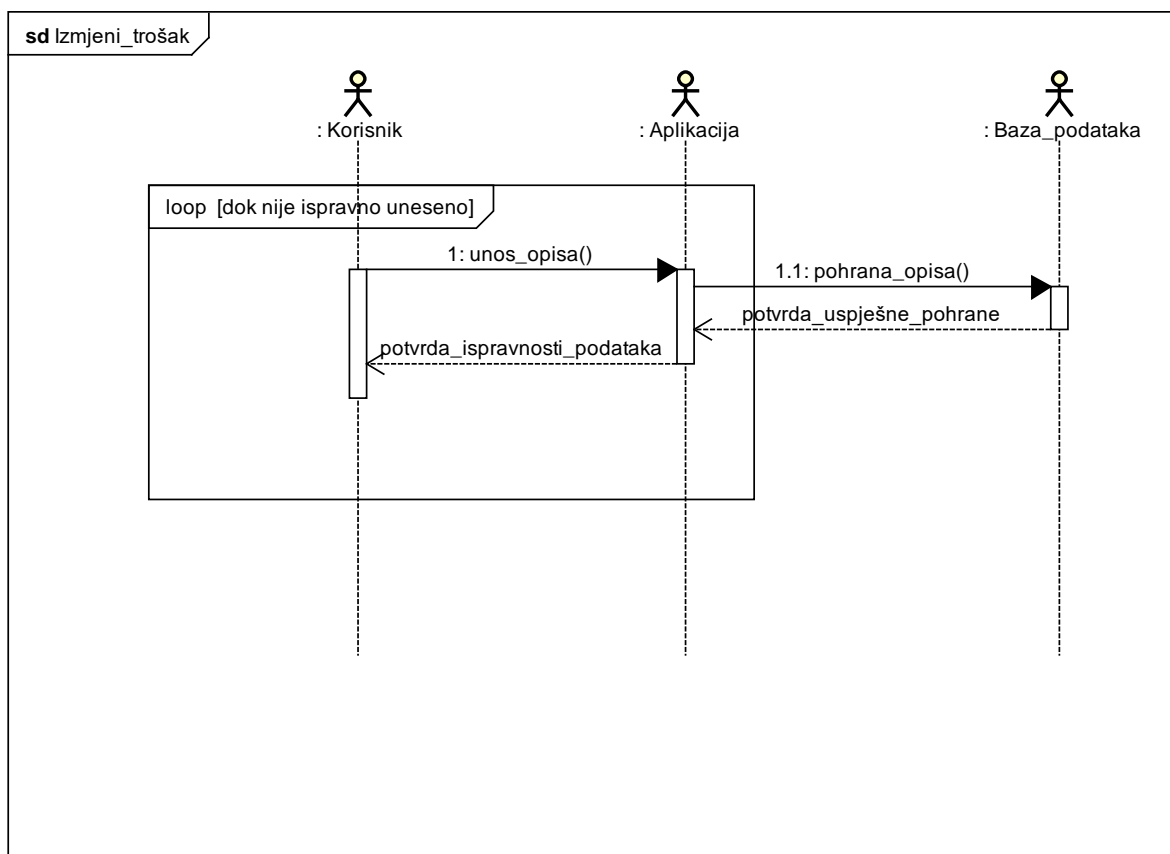 sd Izmjeni_trošak
: Korisnik
: Aplikacija
: Baza_podataka
loop [dok nije ispravno uneseno]
1: unos_opisa()
1.1: pohrana_opisa()
potvrda_uspješne_pohrane
potvrda_ispravnosti_podataka